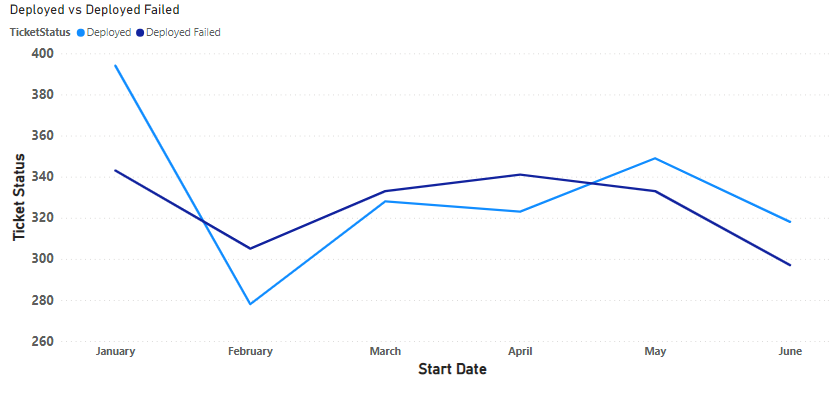 Deployed vs Deployed Failed
TicketStatus Deployed Deployed Failed
400
380
360
340
320
300
280
260
Ticket Status
January February March April May June
Start Date